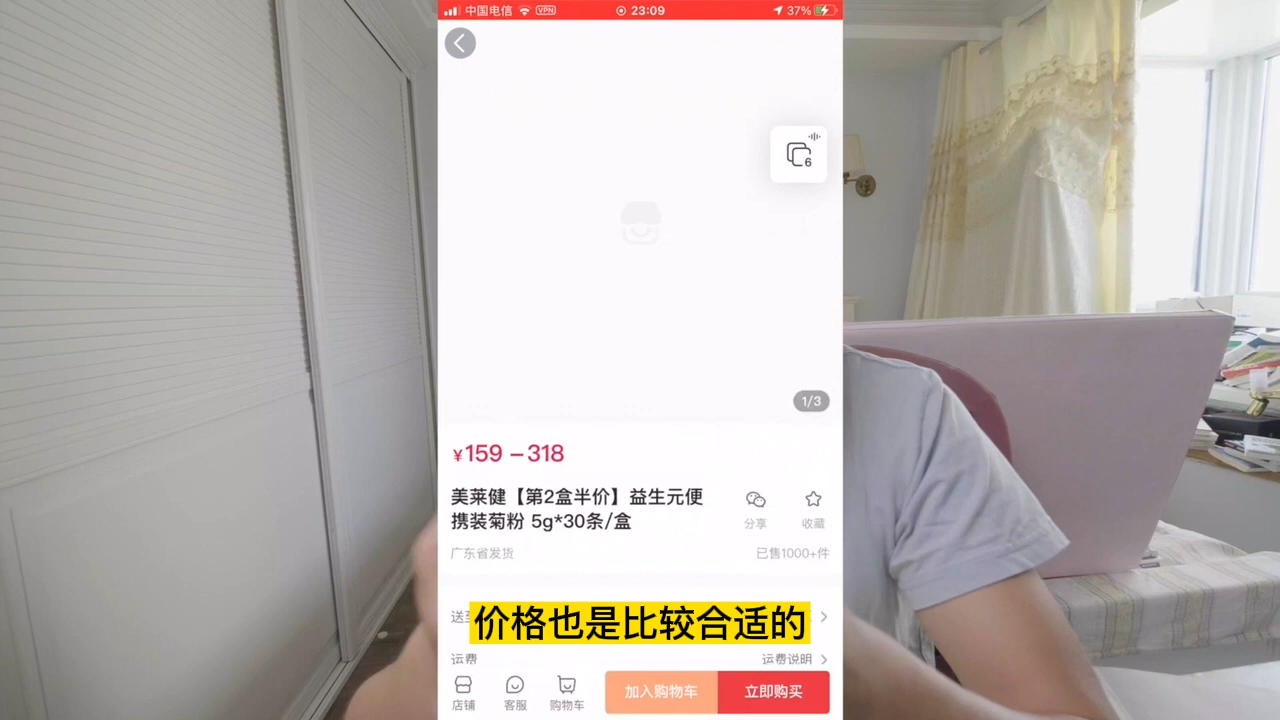 中国电信 VPN 23:09 37%
6
1/3
¥159 – 318
美莱健【第2盒半价】益生元便
携装菊粉 5g*30条/盒
分享 收藏
广东省发货 已售1000+件
送至
价格也是比较合适的
运费 运费说明
店铺 客服 购物车 加入购物车 立即购买